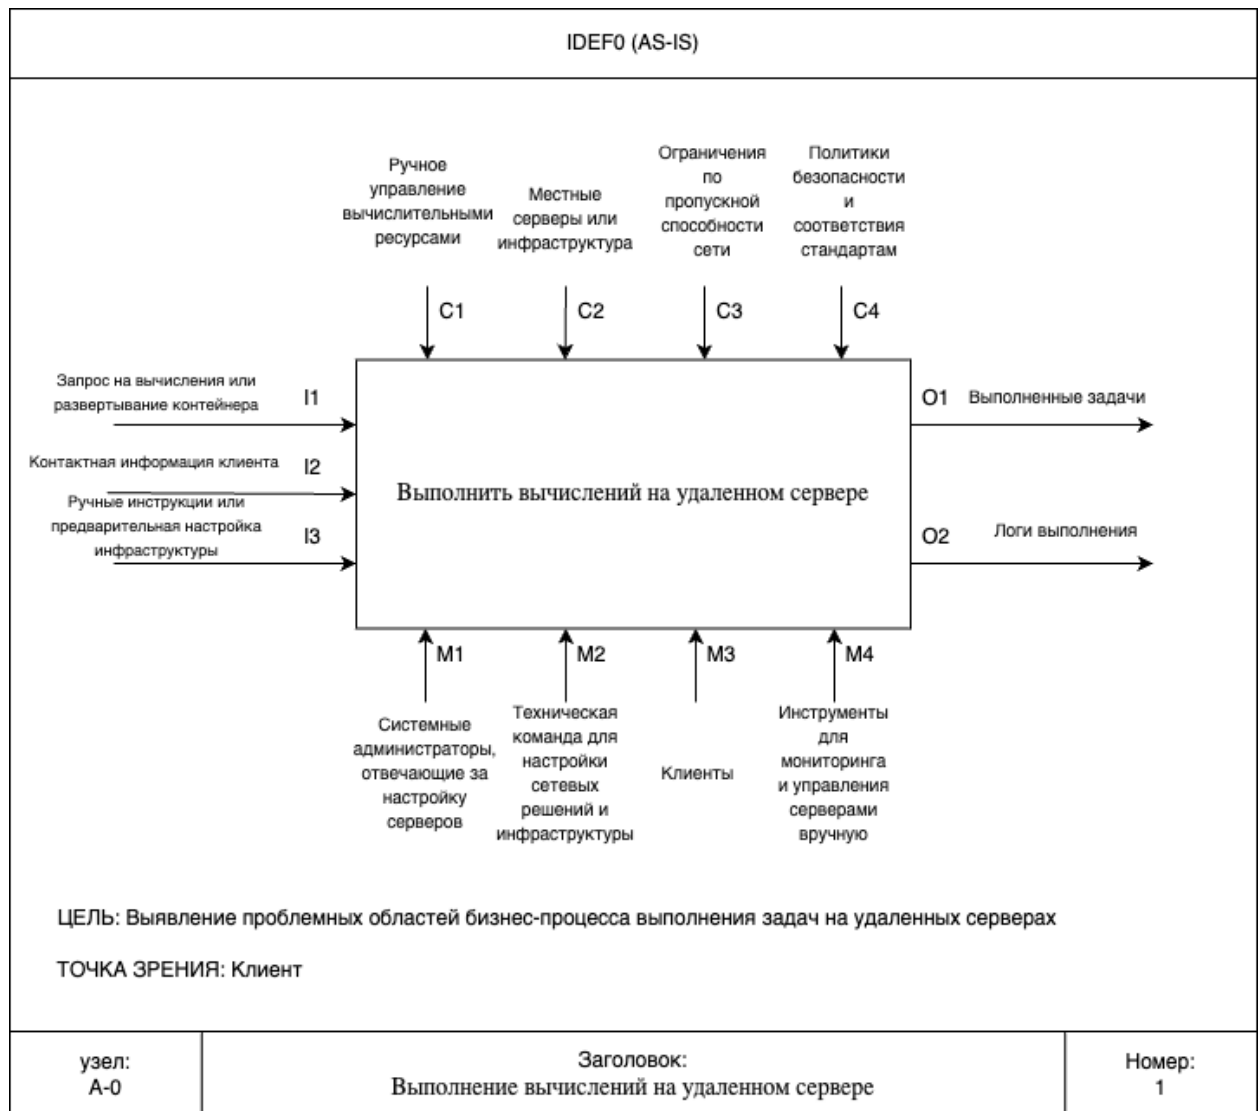 IDEF0 (AS-IS)
Ручное
управление
вычислительными
ресурсами
Местные
серверы или
инфраструктура
Ограничения
по
пропускной
способности
сети
Политики
безопасности
и
соответствия
стандартам
C1
C2
C3
C4
Запрос на вычисления или
развертывание контейнера
I1
Контактная информация клиента
I2
Ручные инструкции или
предварительная настройка
инфраструктуры
I3
Выполнить вычислений на удаленном сервере
O1
Выполненные задачи
O2
Логи выполнения
M1
M2
M3
M4
Системные
администраторы,
отвечающие за
настройку
серверов
Техническая
команда для
настройки
сетевых
решений и
инфраструктуры
Клиенты
Инструменты
для
мониторинга
и управления
серверами
вручную
ЦЕЛЬ: Выявление проблемных областей бизнес-процесса выполнения задач на удаленных серверах
ТОЧКА ЗРЕНИЯ: Клиент
узел:
A-0
Заголовок:
Выполнение вычислений на удаленном сервере
Номер:
1